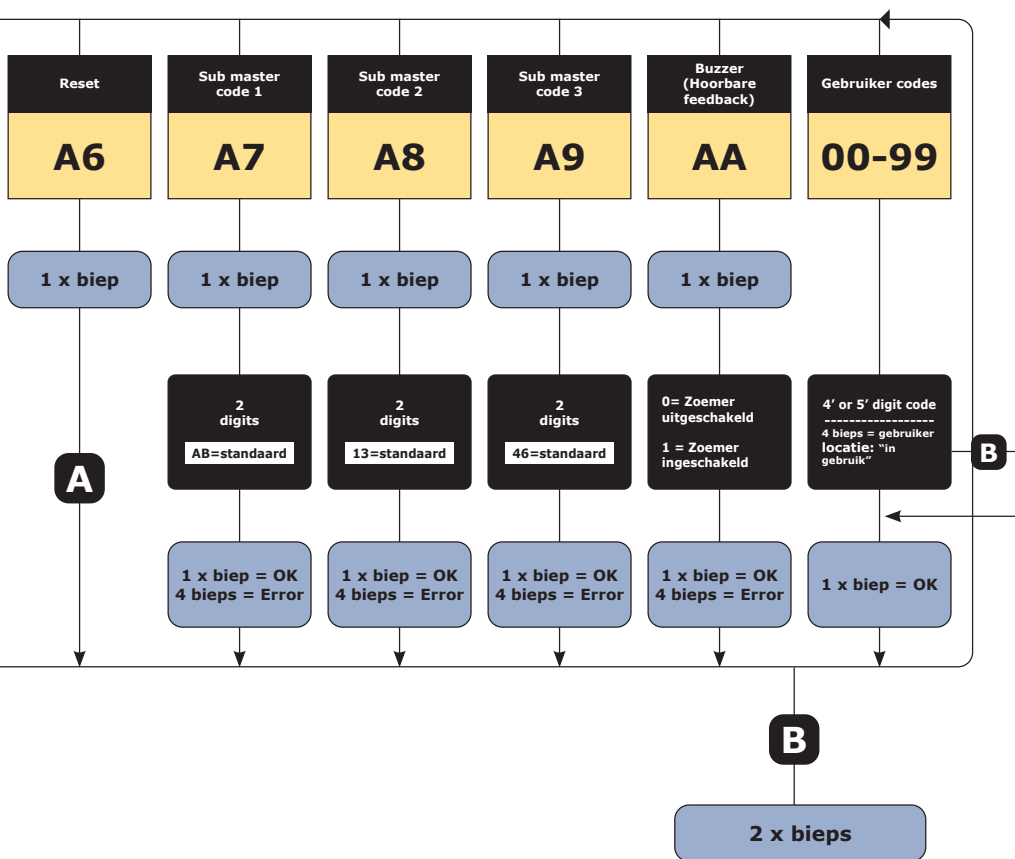 Reset
A6
1 x biep
A
Sub master
code 1
A7
1 x biep
2
digits
AB=standaard
1 x biep = OK
4 bieps = Error
Sub master
code 2
A8
1 x biep
2
digits
13=standaard
1 x biep = OK
4 bieps = Error
Sub master
code 3
A9
1 x biep
2
digits
46=standaard
1 x biep = OK
4 bieps = Error
Buzzer
(Hoorbare
feedback)
AA
1 x biep
0= Zoemer
uitgeschakeld
1 = Zoemer
ingeschakeld
1 x biep = OK
4 bieps = Error
Gebruiker codes
00-99
4’ or 5’ digit code
------------------
4 bieps = gebruiker
locatie: “in
gebruik”
B
1 x biep = OK
B
2 x bieps